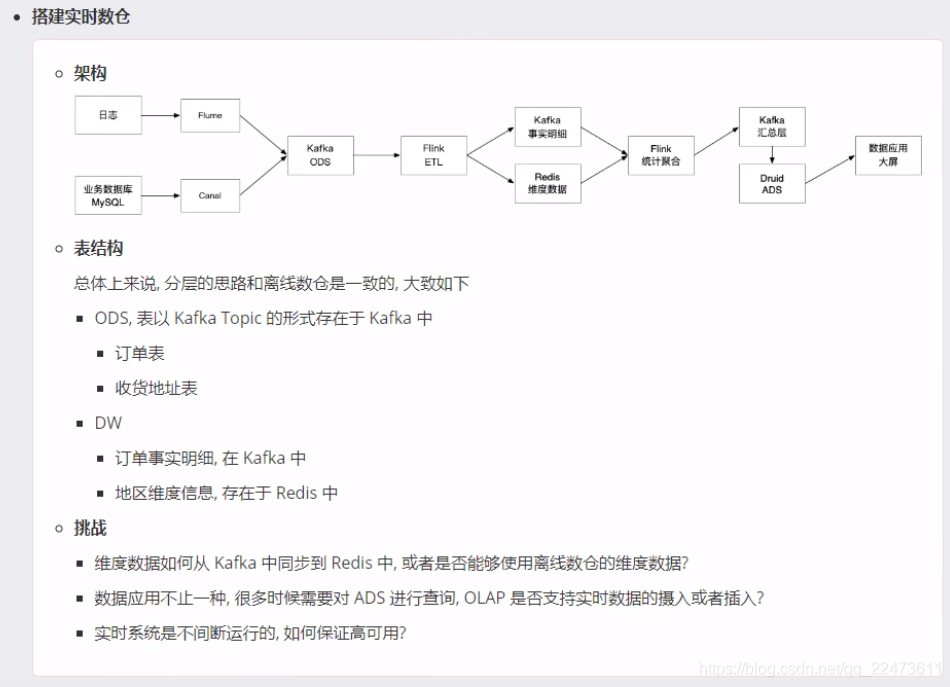 搭建实时数仓
架构
日志
Flume
业务数据库
MySQL
Canal
Kafka
ODS
Flink
ETL
Kafka
事实明细
Redis
维度数据
Flink
统计聚合
Kafka
汇总层
Druid
ADS
数据应用
大屏
表结构
总体上来说, 分层的思路和离线数仓是一致的, 大致如下
ODS, 表以 Kafka Topic 的形式存在于 Kafka 中
订单表
收货地址表
DW
订单事实明细, 在 Kafka 中
地区维度信息, 存在于 Redis 中
挑战
维度数据如何从 Kafka 中同步到 Redis 中, 或者是否能够使用离线数仓的维度数据?
数据应用不止一种, 很多时候需要对 ADS 进行查询, OLAP 是否支持实时数据的摄入或者插入?
实时系统是不间断运行的, 如何保证高可用?
https://blog.csdn.net/qq_22473611